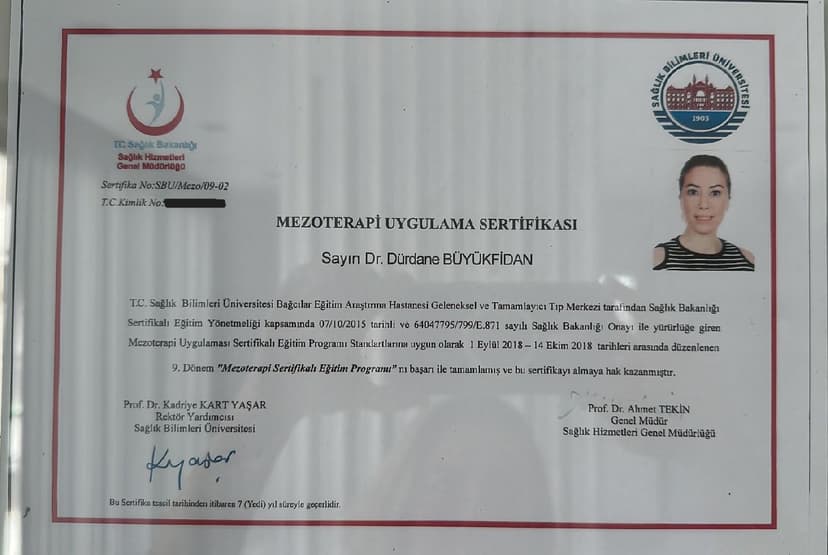 T.C. Sağlık Bakanlığı
Sağlık Hizmetleri
Genel Müdürlüğü
Sertifika No:SBU/Mezo/09-02
T.C.Kimlik No:
SAĞLIK BİLİMLERİ ÜNİVERSİTESİ
1903
MEZOTERAPİ UYGULAMA SERTİFİKASI
Sayın Dr. Dürdane BÜYÜKFİDAN
T.C. Sağlık Bilimleri Üniversitesi Bağcılar Eğitim Araştırma Hastanesi Geleneksel ve Tamamlayıcı Tıp Merkezi tarafından Sağlık Bakanlığı
Sertifikalı Eğitim Yönetmeliği kapsamında 07/10/2015 tarihli ve 64047795/799/E.871 sayılı Sağlık Bakanlığı Onayı ile yürürlüğe giren
Mezoterapi Uygulaması Sertifikalı Eğitim Programı Standartlarına uygun olarak 1 Eylül 2018 – 14 Ekim 2018 tarihleri arasında düzenlenen
9. Dönem "Mezoterapi Sertifikalı Eğitim Programı" nı başarı ile tamamlamış ve bu sertifikayı almaya hak kazanmıştır.
Prof. Dr. Kadriye KART YAŞAR
Rektör Yardımcısı
Sağlık Bilimleri Üniversitesi
Prof. Dr. Ahmet TEKİN
Genel Müdür
Sağlık Hizmetleri Genel Müdürlüğü
Kyaşar
Bu Sertifika tescil tarihinden itibaren 7 (Yedi) yıl süreyle geçerlidir.